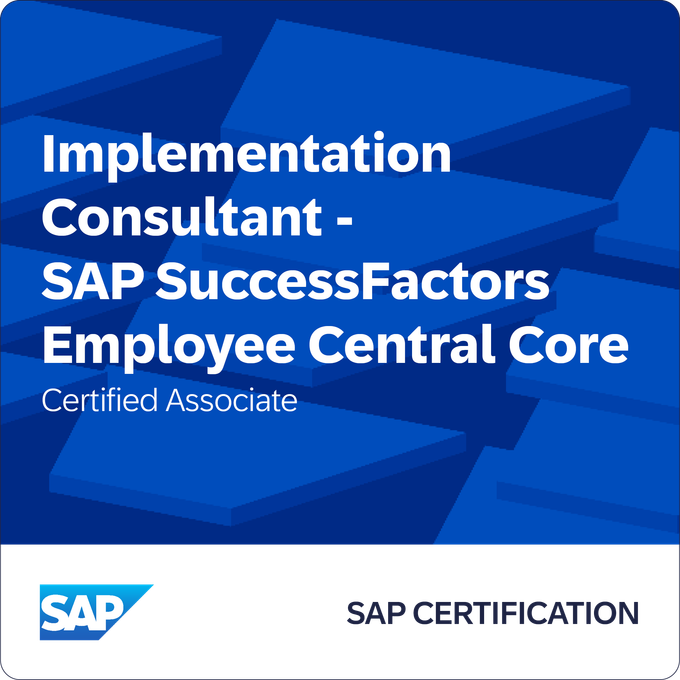 Implementation
Consultant -
SAP SuccessFactors
Employee Central Core
Certified Associate
SAP
SAP CERTIFICATION